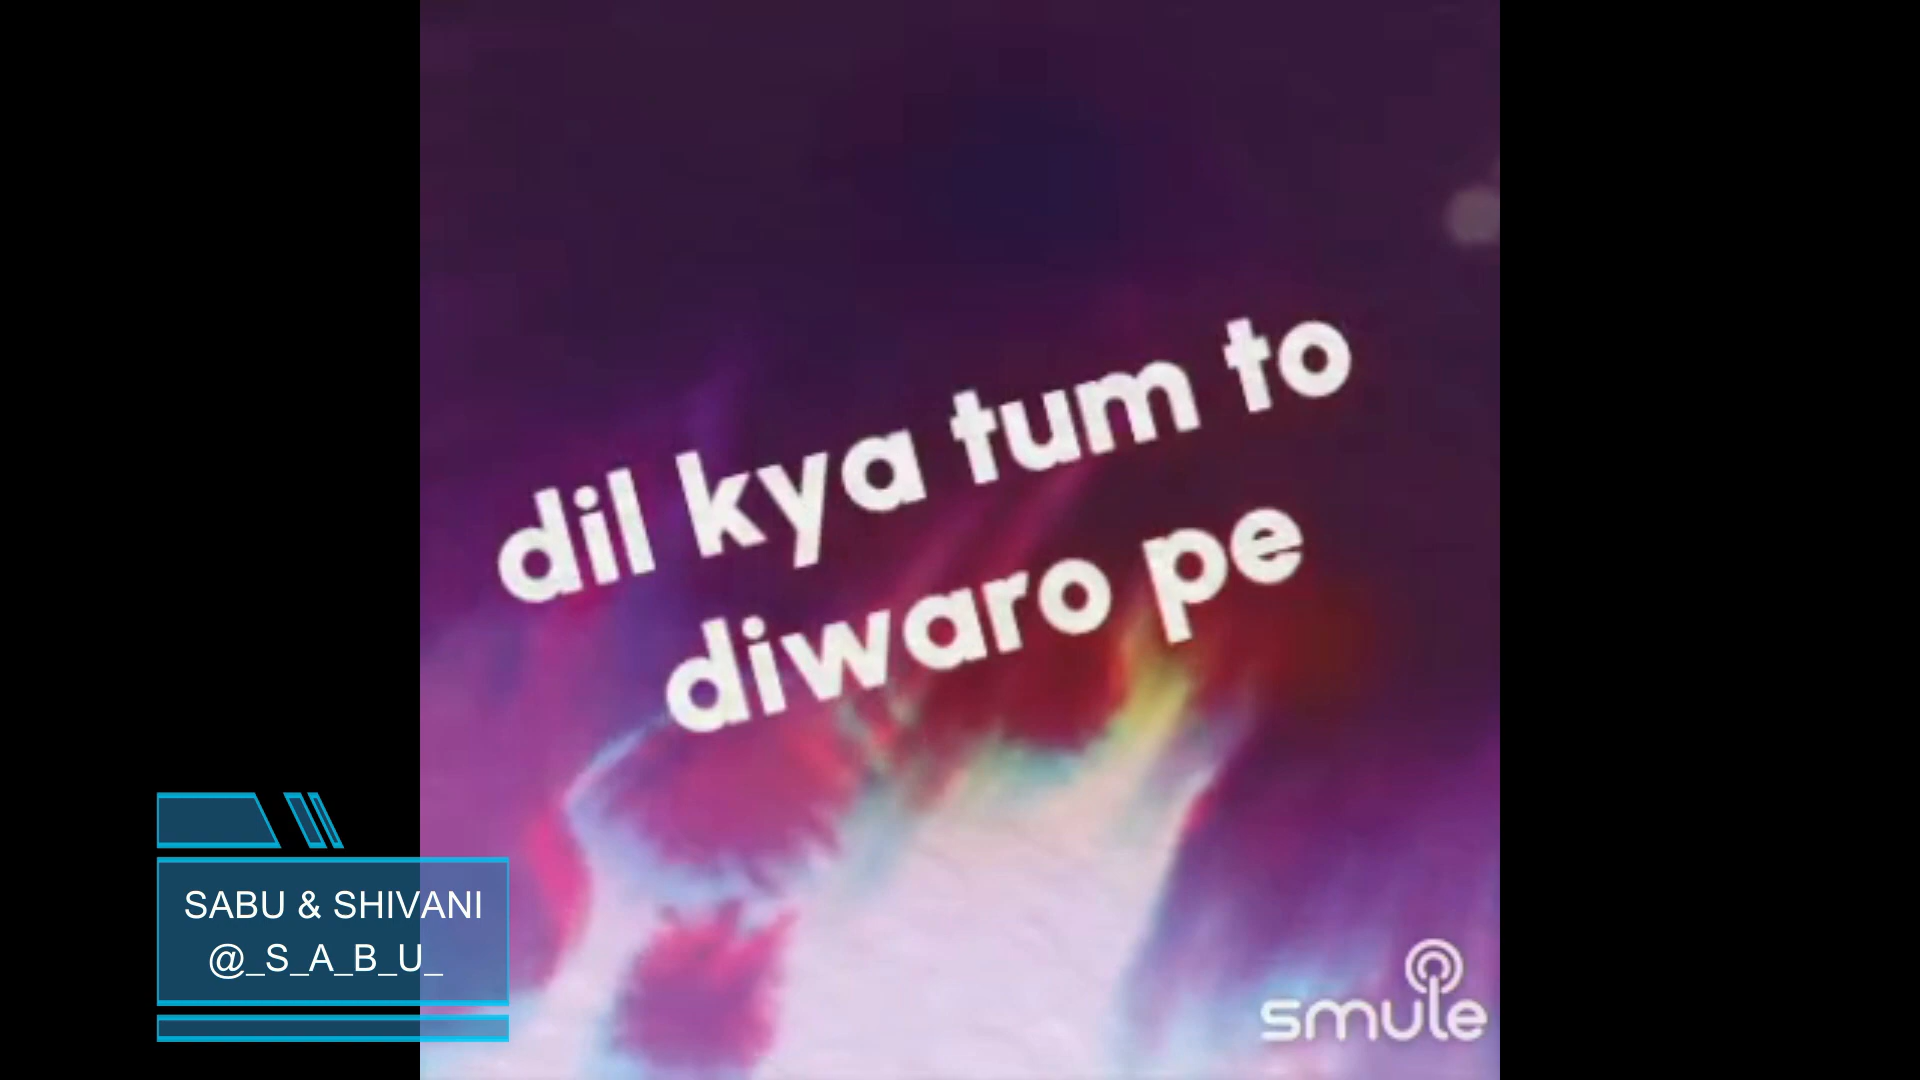 dil kya tum to
diwaro pe
SABU & SHIVANI
@_S_A_B_U_
smule